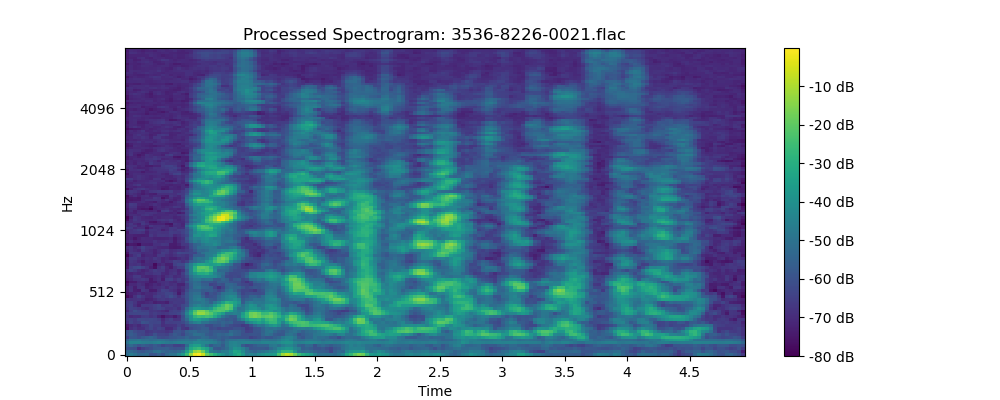 Processed Spectrogram: 3536-8226-0021.flac
Hz
4096
2048
1024
512
0
0 0.5 1 1.5 2 2.5 3 3.5 4 4.5
Time
-10 dB
-20 dB
-30 dB
-40 dB
-50 dB
-60 dB
-70 dB
-80 dB